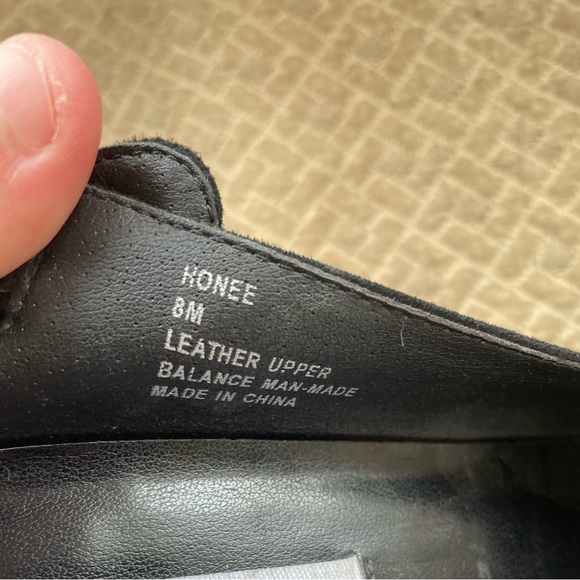 HONEE
8M
LEATHER UPPER
BALANCE MAN-MADE
MADE IN CHINA